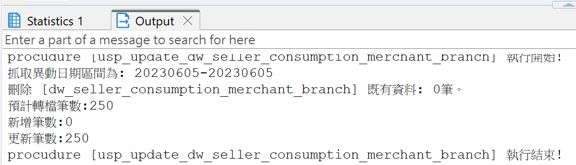 Statistics 1
Output
Enter a part of a message to search for here
procudure [usp_update_dw_seller_consumption_merchant_branch] 執行開始!
抓取異動日期區間為: 20230605-20230605
刪除 [dw_seller_consumption_merchant_branch] 既有資料: 0筆。
預計轉檔筆數:250
新增筆數:0
更新筆數:250
procudure [usp_update_dw_seller_consumption_merchant_branch] 執行結束!